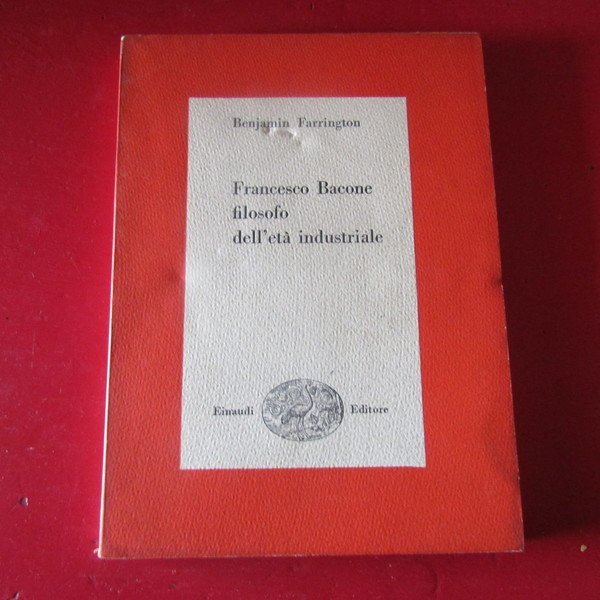 Benjamin Farrington
Francesco Bacone
filosofo
dell'età industriale
Einaudi Editore